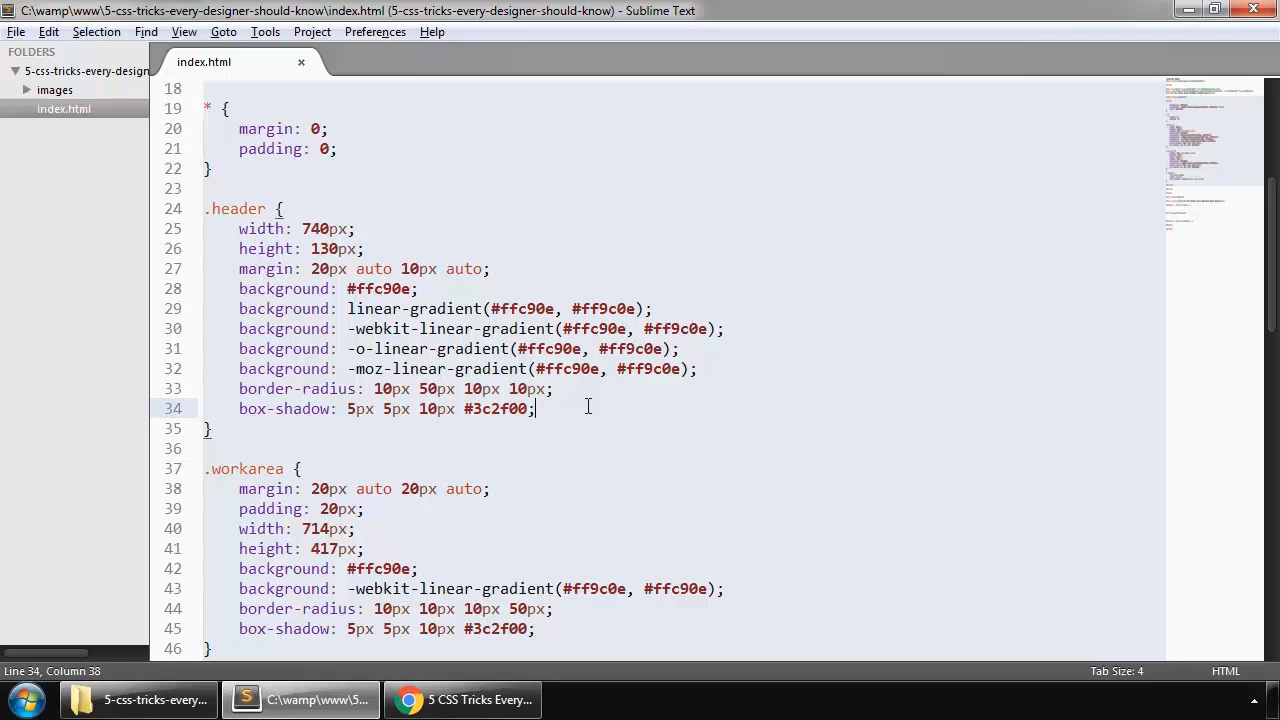 C:\wamp\www\5-css-tricks-every-designer-should-know\index.html (5-css-tricks-every-designer-should-know) - Sublime Text
File Edit Selection Find View Goto Tools Project Preferences Help
FOLDERS
5-css-tricks-every-design
images
index.html
index.html
18
19 * {
20 margin: 0;
21 padding: 0;
22 }
23
24 .header {
25 width: 740px;
26 height: 130px;
27 margin: 20px auto 10px auto;
28 background: #ffc90e;
29 background: linear-gradient(#ffc90e, #ff9c0e);
30 background: -webkit-linear-gradient(#ffc90e, #ff9c0e);
31 background: -o-linear-gradient(#ffc90e, #ff9c0e);
32 background: -moz-linear-gradient(#ffc90e, #ff9c0e);
33 border-radius: 10px 50px 10px 10px;
34 box-shadow: 5px 5px 10px #3c2f00;
35 }
36
37 .workarea {
38 margin: 20px auto 20px auto;
39 padding: 20px;
40 width: 714px;
41 height: 417px;
42 background: #ffc90e;
43 background: -webkit-linear-gradient(#ff9c0e, #ffc90e);
44 border-radius: 10px 10px 10px 50px;
45 box-shadow: 5px 5px 10px #3c2f00;
46 }
Line 34, Column 38 Tab Size: 4 HTML
5-css-tricks-every-... C:\wamp\www\5... 5 CSS Tricks Every...